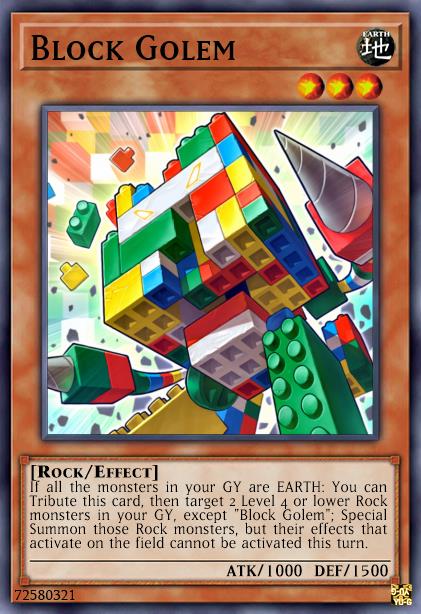 Block Golem
EARTH
地
[Rock/Effect]
If all the monsters in your GY are EARTH: You can
Tribute this card, then target 2 Level 4 or lower Rock
monsters in your GY, except "Block Golem"; Special
Summon those Rock monsters, but their effects that
activate on the field cannot be activated this turn.
ATK/1000 DEF/1500
72580321